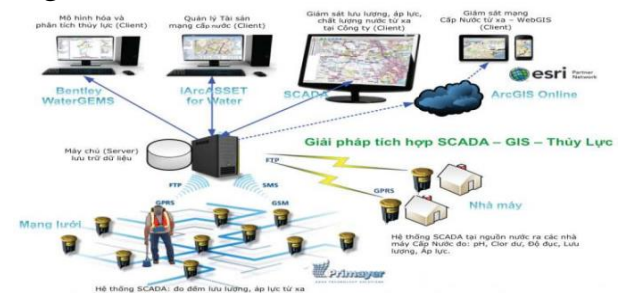 Mô hình hóa và
phân tích thủy lực (Client)
Quản lý Tài sản
mạng cấp nước (Client)
Giám sát lưu lượng, áp lực,
chất lượng nước từ xa
tại Công ty (Client)
Giám sát mạng
Cấp Nước từ xa – WebGIS
(Client)
Bentley
WaterGEMS
iArcASSET
for Water
SCADA
esri Partner
Network
ArcGIS Online
Máy chủ (Server)
lưu trữ dữ liệu
Giải pháp tích hợp SCADA – GIS – Thủy Lực
FTP
GPRS
FTP
SMS
GPRS
GSM
Mạng lưới
Nhà máy
Hệ thống SCADA tại nguồn nước ra các nhà
máy Cấp Nước đo: pH, Clor dư, Độ đục, Lưu
lượng, Áp lực.
Primayer
Hệ thống SCADA: đo đếm lưu lượng, áp lực từ xa